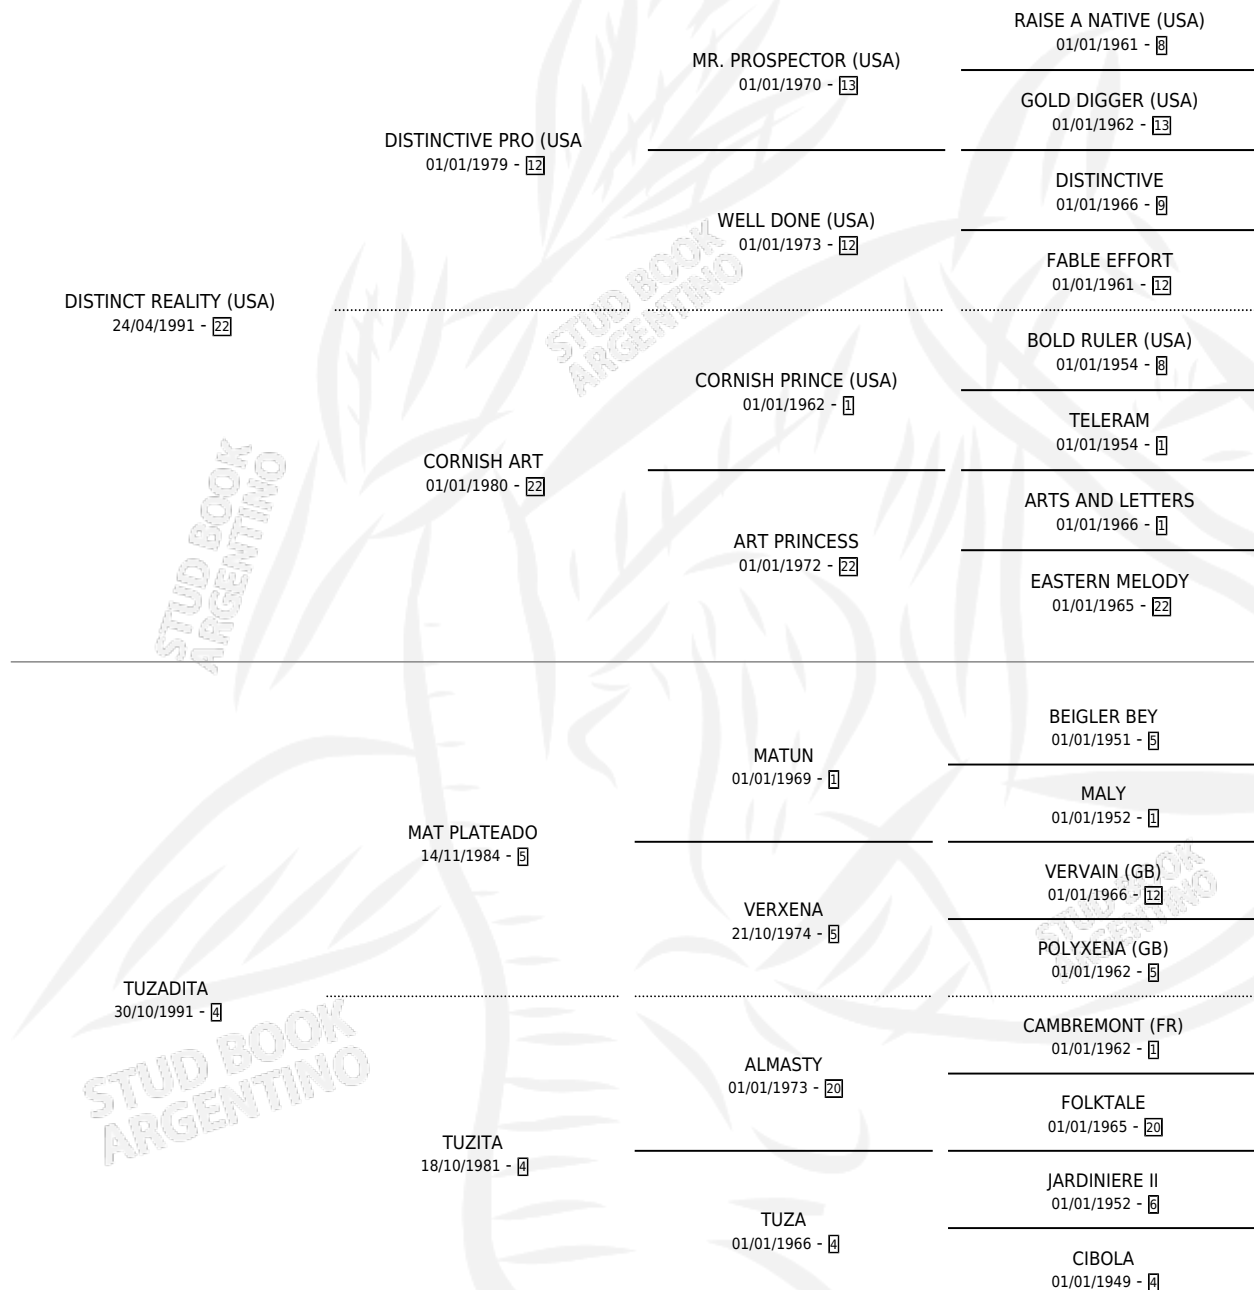 RAISE A NATIVE (USA)
01/01/1961 - 8
MR. PROSPECTOR (USA)
01/01/1970 - 13
GOLD DIGGER (USA)
01/01/1962 - 13
DISTINCTIVE PRO (USA
01/01/1979 - 12
DISTINCTIVE
01/01/1966 - 9
WELL DONE (USA)
01/01/1973 - 12
FABLE EFFORT
01/01/1961 - 12
DISTINCT REALITY (USA)
24/04/1991 - 22
BOLD RULER (USA)
01/01/1954 - 8
CORNISH PRINCE (USA)
01/01/1962 - 1
TELERAM
01/01/1954 - 1
CORNISH ART
01/01/1980 - 22
ARTS AND LETTERS
01/01/1966 - 1
ART PRINCESS
01/01/1972 - 22
EASTERN MELODY
01/01/1965 - 22
BEIGLER BEY
01/01/1951 - 5
MATUN
01/01/1969 - 1
MALY
01/01/1952 - 1
MAT PLATEADO
14/11/1984 - 5
VERVAIN (GB)
01/01/1966 - 12
VERXENA
21/10/1974 - 5
POLYXENA (GB)
01/01/1962 - 5
TUZADITA
30/10/1991 - 4
CAMBREMONT (FR)
01/01/1962 - 1
ALMASTY
01/01/1973 - 20
FOLKTALE
01/01/1965 - 20
TUZITA
18/10/1981 - 4
JARDINIERE II
01/01/1952 - 6
TUZA
01/01/1966 - 4
CIBOLA
01/01/1949 - 4
STUD BOOK
ARGENTINO
STUD BOOK
ARGENTINO
STUD BOOK
ARGENTINO
STUD BOOK
ARGENTINO